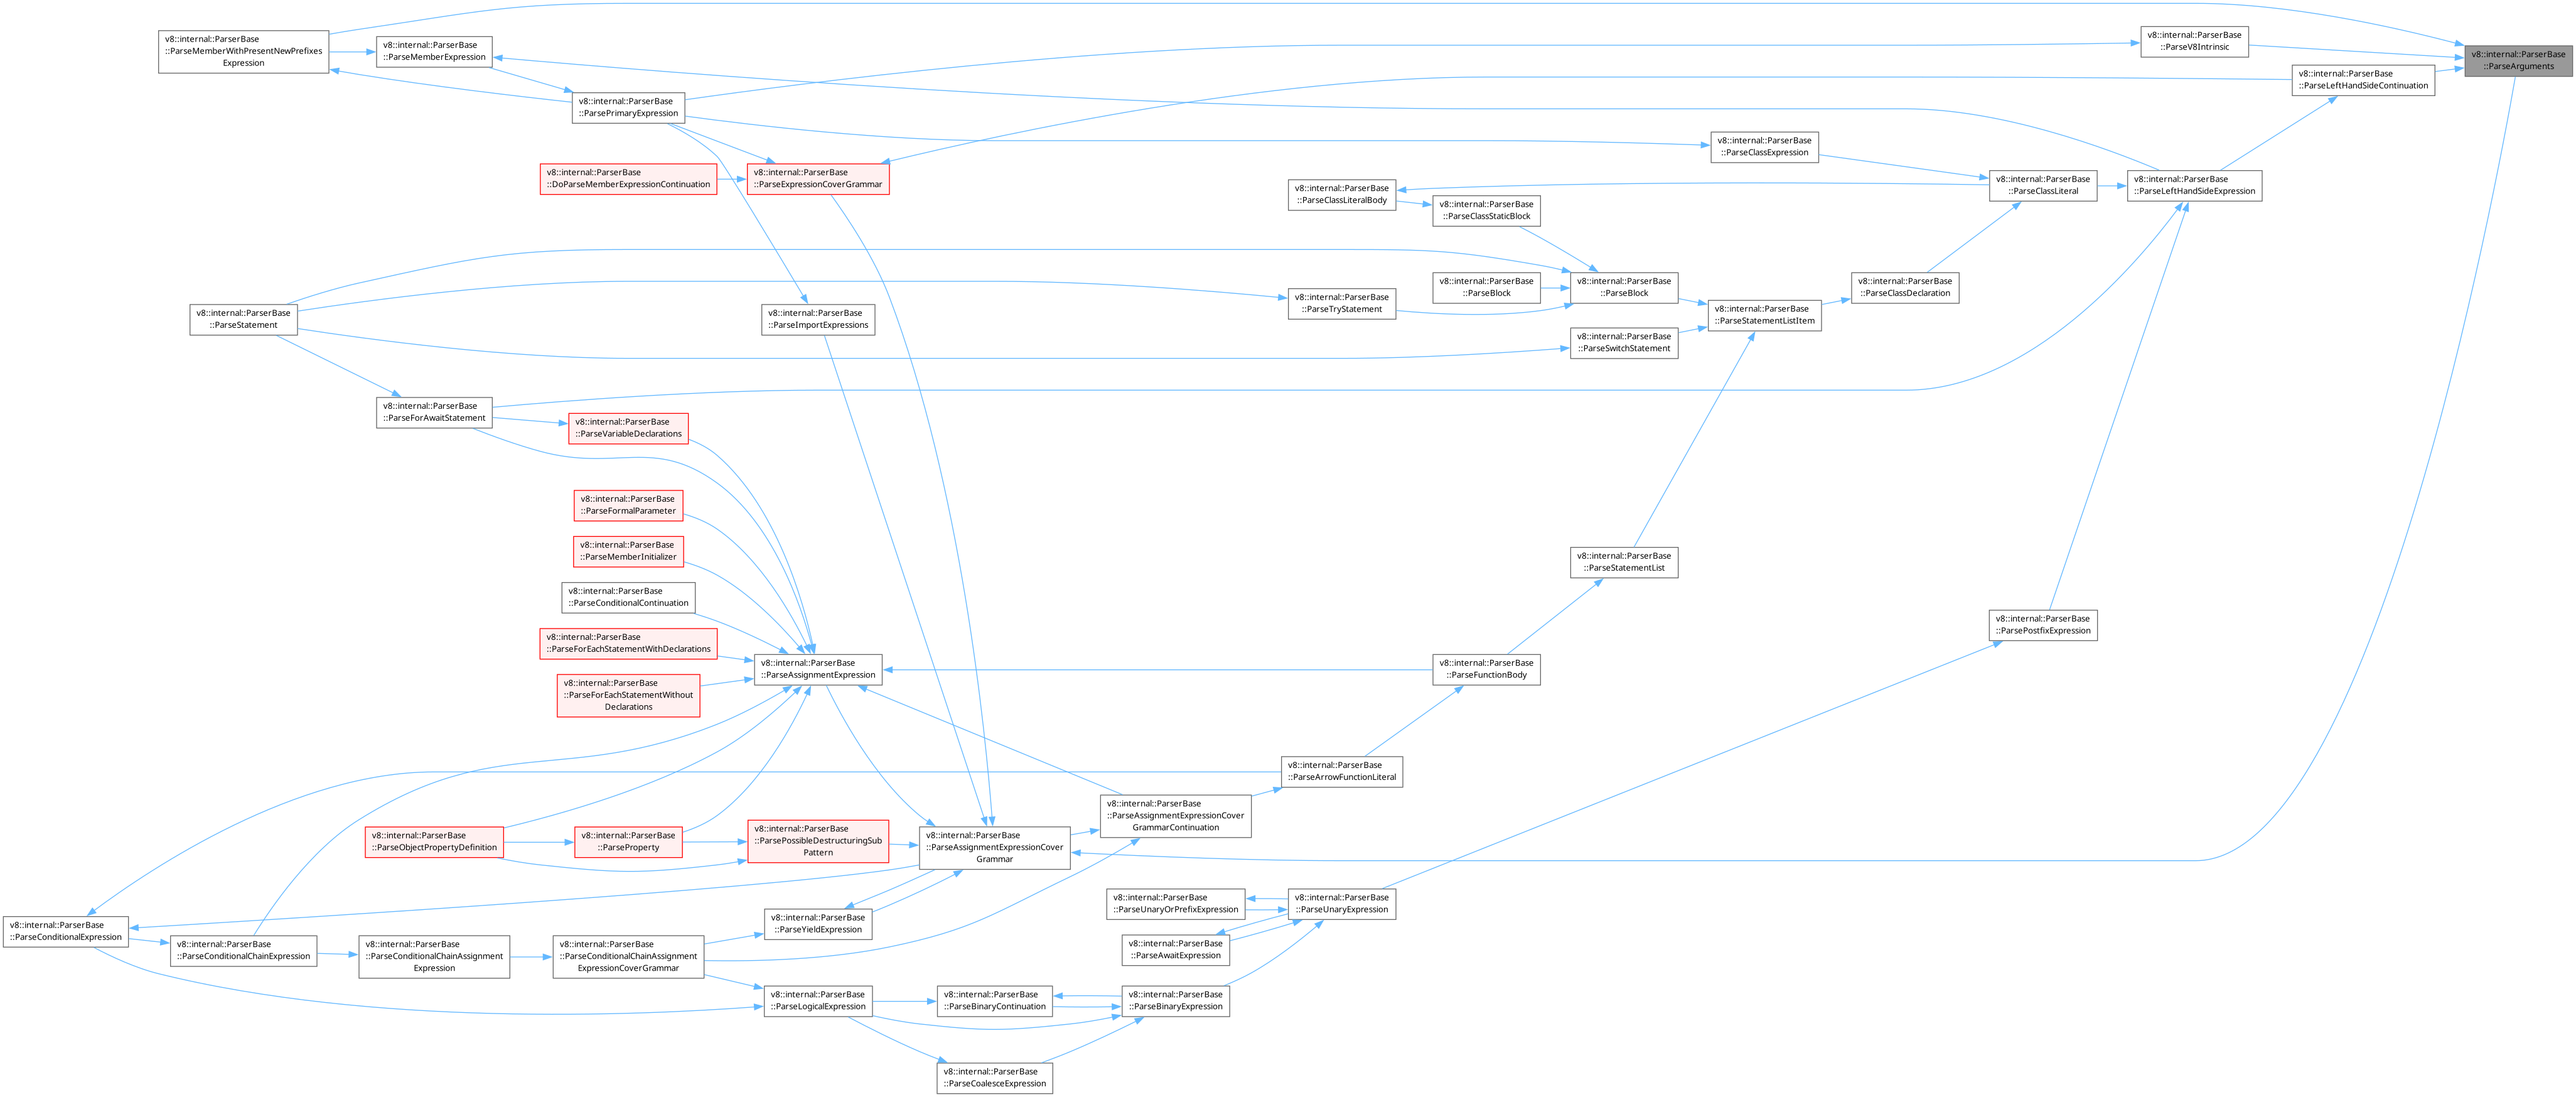 v8::internal::ParserBase
::ParseMemberWithPresentNewPrefixes
Expression
v8::internal::ParserBase
::ParseMemberExpression
v8::internal::ParserBase
::ParseV8Intrinsic
v8::internal::ParserBase
::ParseArguments
v8::internal::ParserBase
::ParseLeftHandSideContinuation
v8::internal::ParserBase
::ParsePrimaryExpression
v8::internal::ParserBase
::ParseClassExpression
v8::internal::ParserBase
::DoParseMemberExpressionContinuation
v8::internal::ParserBase
::ParseExpressionCoverGrammar
v8::internal::ParserBase
::ParseClassLiteralBody
v8::internal::ParserBase
::ParseClassLiteral
v8::internal::ParserBase
::ParseLeftHandSideExpression
v8::internal::ParserBase
::ParseClassStaticBlock
v8::internal::ParserBase
::ParseBlock
v8::internal::ParserBase
::ParseBlock
v8::internal::ParserBase
::ParseClassDeclaration
v8::internal::ParserBase
::ParseStatement
v8::internal::ParserBase
::ParseImportExpressions
v8::internal::ParserBase
::ParseTryStatement
v8::internal::ParserBase
::ParseStatementListItem
v8::internal::ParserBase
::ParseSwitchStatement
v8::internal::ParserBase
::ParseForAwaitStatement
v8::internal::ParserBase
::ParseVariableDeclarations
v8::internal::ParserBase
::ParseFormalParameter
v8::internal::ParserBase
::ParseMemberInitializer
v8::internal::ParserBase
::ParseStatementList
v8::internal::ParserBase
::ParseConditionalContinuation
v8::internal::ParserBase
::ParsePostfixExpression
v8::internal::ParserBase
::ParseForEachStatementWithDeclarations
v8::internal::ParserBase
::ParseAssignmentExpression
v8::internal::ParserBase
::ParseFunctionBody
v8::internal::ParserBase
::ParseForEachStatementWithout
Declarations
v8::internal::ParserBase
::ParseArrowFunctionLiteral
v8::internal::ParserBase
::ParseAssignmentExpressionCover
GrammarContinuation
v8::internal::ParserBase
::ParseObjectPropertyDefinition
v8::internal::ParserBase
::ParseProperty
v8::internal::ParserBase
::ParsePossibleDestructuringSub
Pattern
v8::internal::ParserBase
::ParseAssignmentExpressionCover
Grammar
v8::internal::ParserBase
::ParseUnaryOrPrefixExpression
v8::internal::ParserBase
::ParseUnaryExpression
v8::internal::ParserBase
::ParseConditionalExpression
v8::internal::ParserBase
::ParseYieldExpression
v8::internal::ParserBase
::ParseConditionalChainExpression
v8::internal::ParserBase
::ParseConditionalChainAssignment
Expression
v8::internal::ParserBase
::ParseConditionalChainAssignment
ExpressionCoverGrammar
v8::internal::ParserBase
::ParseAwaitExpression
v8::internal::ParserBase
::ParseLogicalExpression
v8::internal::ParserBase
::ParseBinaryContinuation
v8::internal::ParserBase
::ParseBinaryExpression
v8::internal::ParserBase
::ParseCoalesceExpression